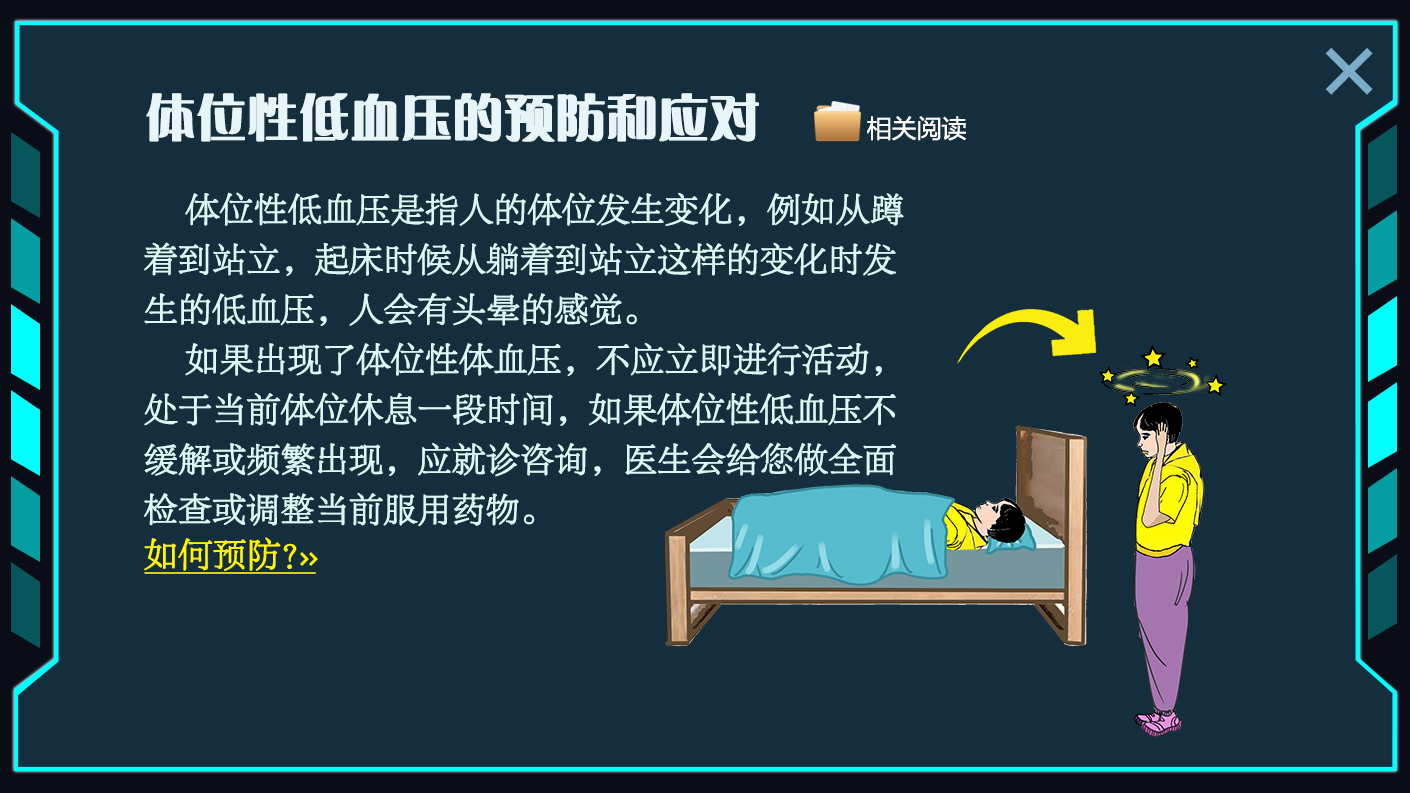 体位性低血压的预防和应对
相关阅读
体位性低血压是指人的体位发生变化，例如从蹲
着到站立，起床时候从躺着到站立这样的变化时发
生的低血压，人会有头晕的感觉。
如果出现了体位性体血压，不应立即进行活动，
处于当前体位休息一段时间，如果体位性低血压不
缓解或频繁出现，应就诊咨询，医生会给您做全面
检查或调整当前服用药物。
如何预防?»